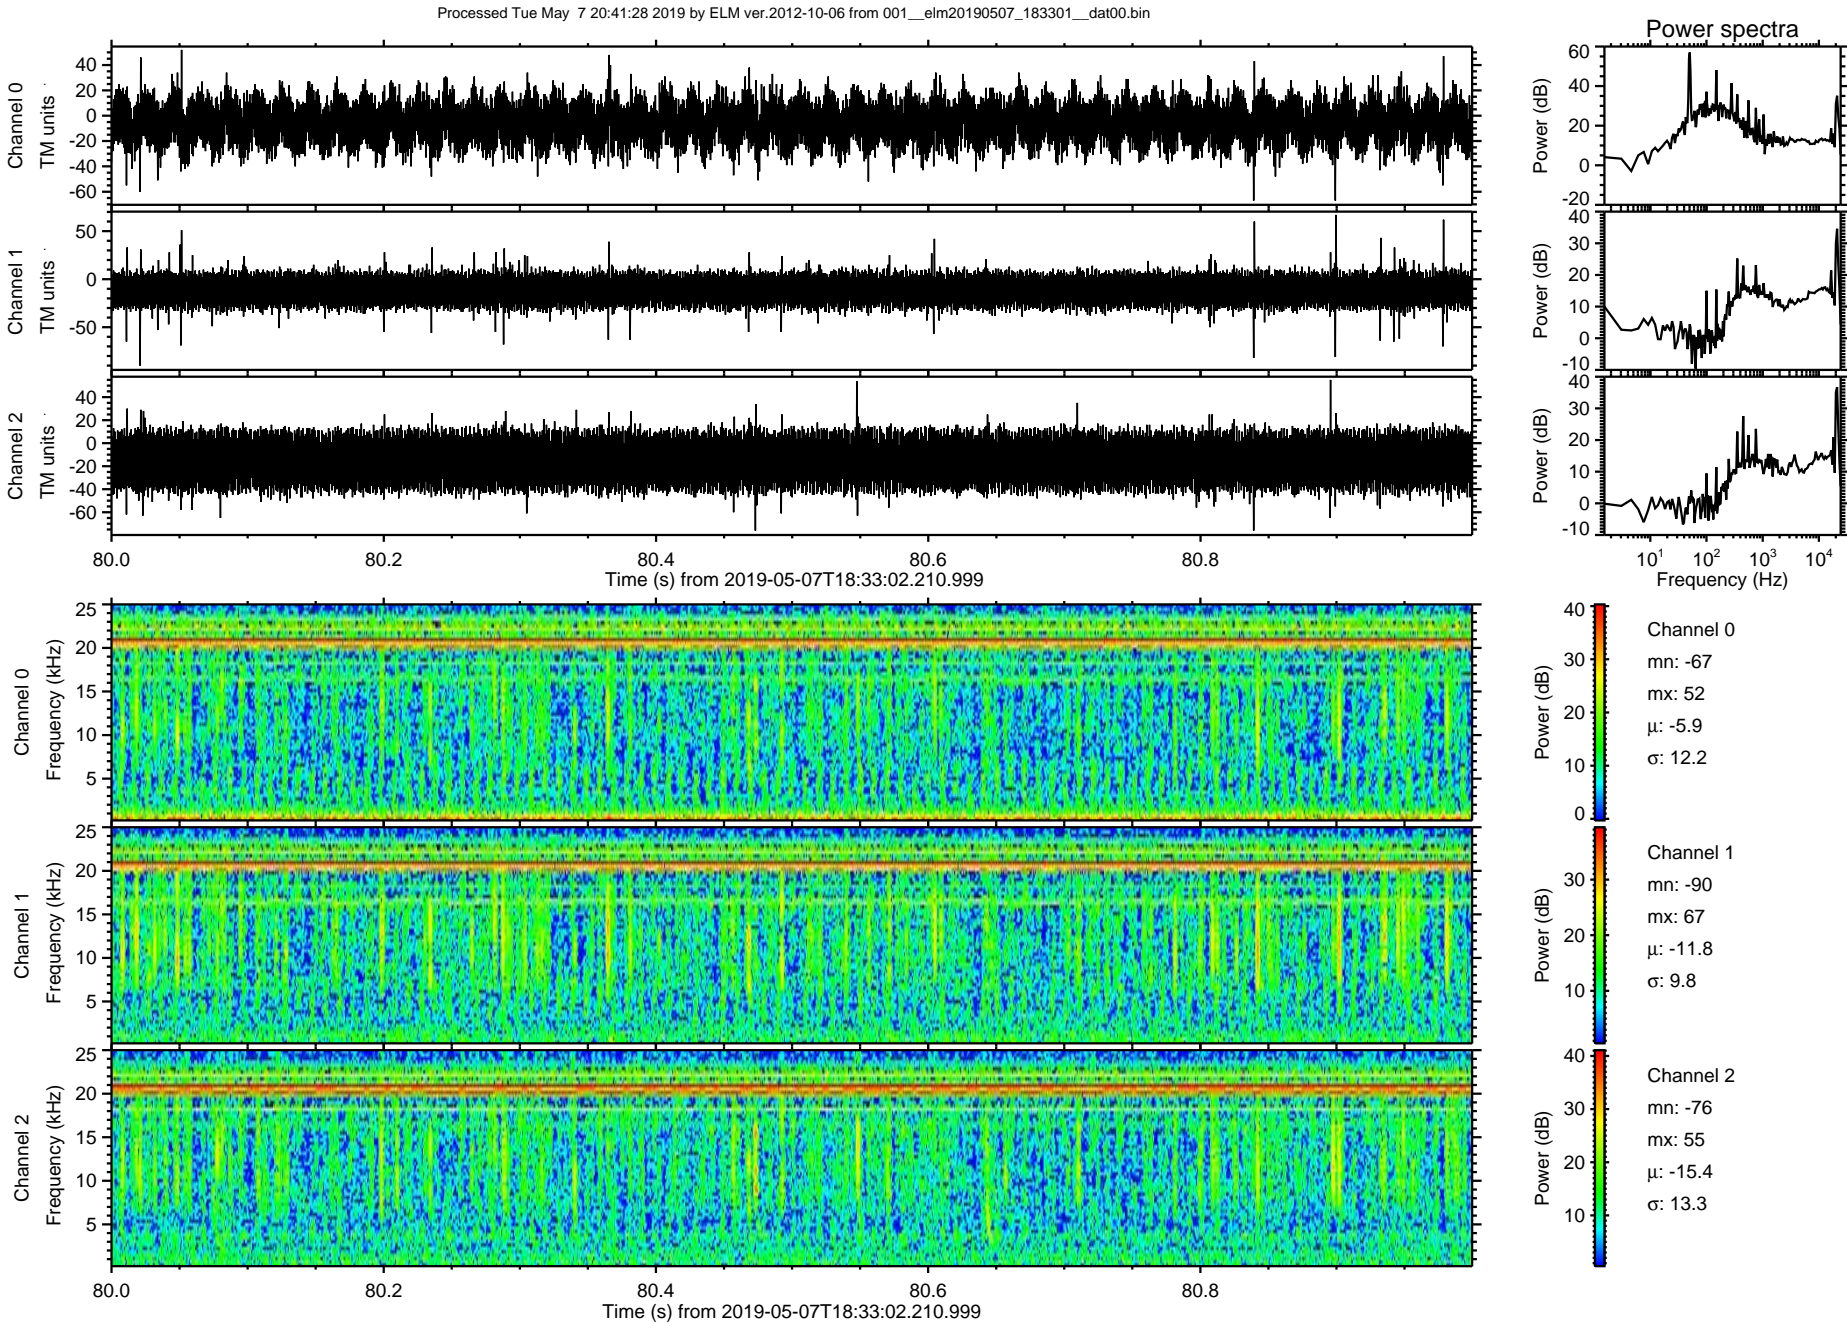 Processed Tue May  7 20:41:28 2019 by ELM ver.2012-10-06 from 001__elm20190507_183301__dat00.bin
Power spectra
Channel 0
TM units
40
20
0
-20
-40
-60
Power (dB)
60
40
20
0
-20
Channel 1
TM units
50
0
-50
Power (dB)
40
30
20
10
0
-10
Channel 2
TM units
40
20
0
-20
-40
-60
Power (dB)
40
30
20
10
0
-10
80.0 80.2 80.4 80.6 80.8
Time (s) from 2019-05-07T18:33:02.210.999
10¹ 10² 10³ 10⁴
Frequency (Hz)
Channel 0
Frequency (kHz)
25
20
15
10
5
Power (dB)
40
30
20
10
0
Channel 0
mn: -67
mx: 52
μ: -5.9
σ: 12.2
Channel 1
Frequency (kHz)
25
20
15
10
5
Power (dB)
30
20
10
Channel 1
mn: -90
mx: 67
μ: -11.8
σ: 9.8
Channel 2
Frequency (kHz)
25
20
15
10
5
Power (dB)
40
30
20
10
Channel 2
mn: -76
mx: 55
μ: -15.4
σ: 13.3
80.0 80.2 80.4 80.6 80.8
Time (s) from 2019-05-07T18:33:02.210.999